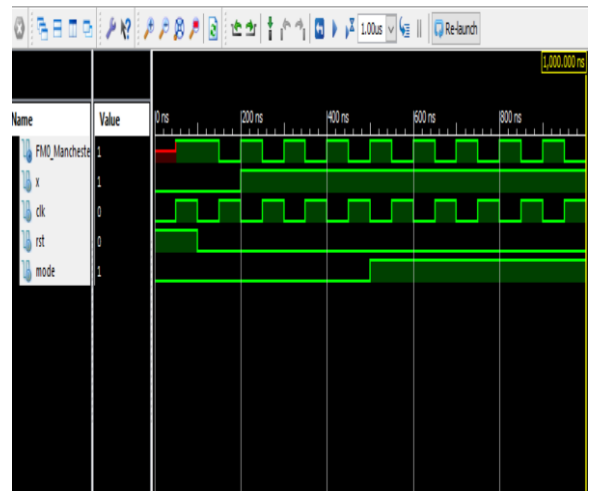 1.00us Re-launch
1,000.000 ns
Name Value 0 ns 200 ns 400 ns 600 ns 800 ns
FM0_Mancheste 1
x 1
clk 0
rst 0
mode 1